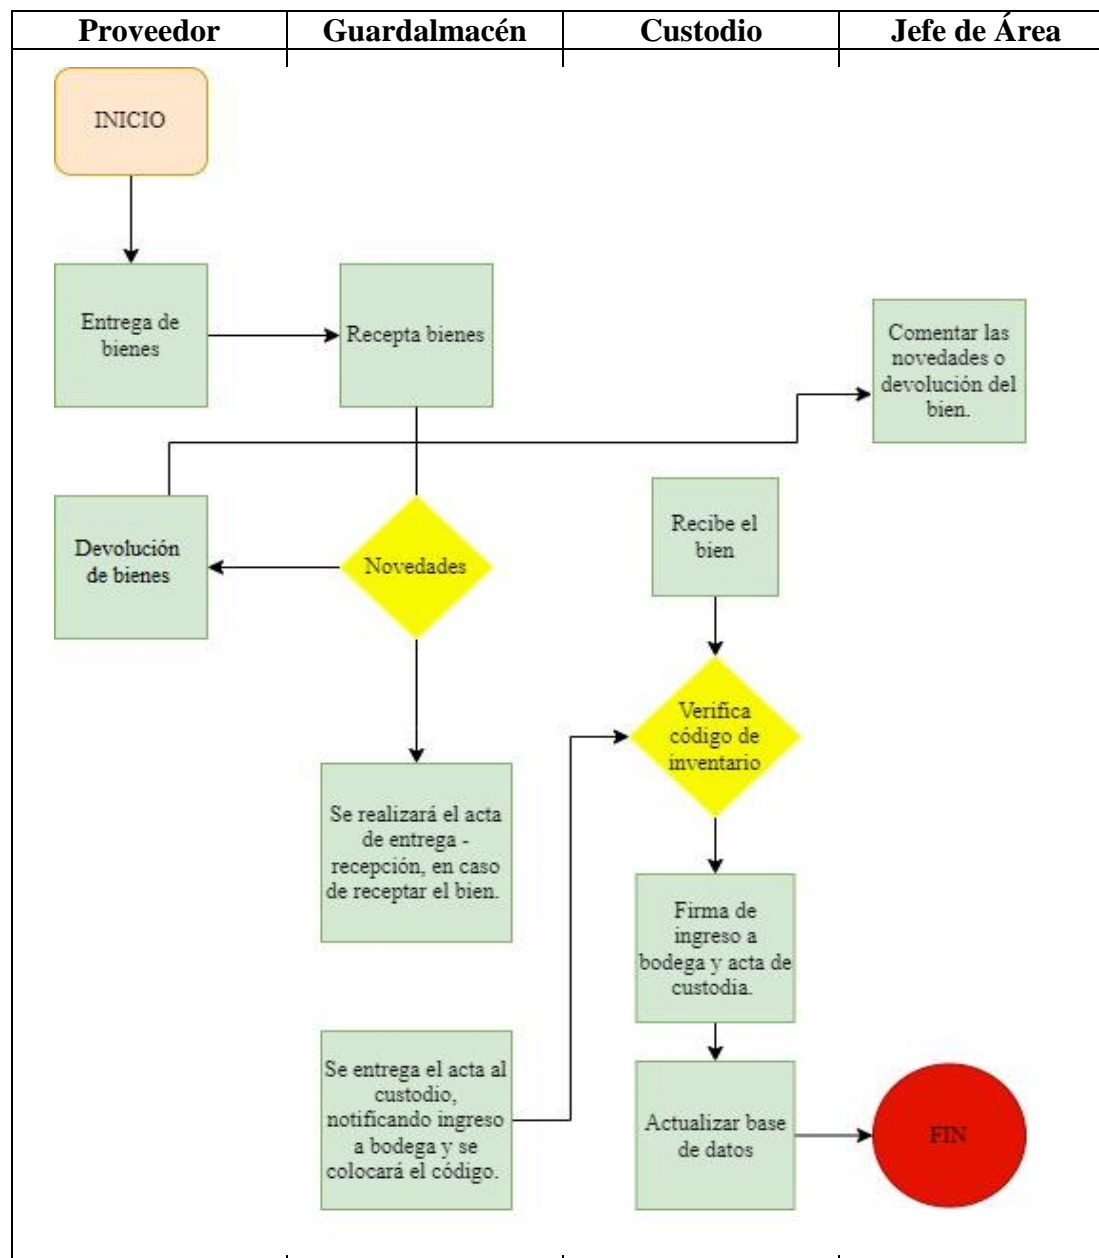 Proveedor
Guardalmacén
Custodio
Jefe de Área
INICIO
Entrega de
bienes
Recepta bienes
Comentar las
novedades o
devolución del
bien.
Devolución
de bienes
Novedades
Recibe el
bien
Verifica
código de
inventario
Se realizará el acta
de entrega -
recepción, en caso
de receptar el bien.
Firma de
ingreso a
bodega y acta de
custodia.
Se entrega el acta al
custodio,
notificando ingreso
a bodega y se
colocará el código.
Actualizar base
de datos
FIN